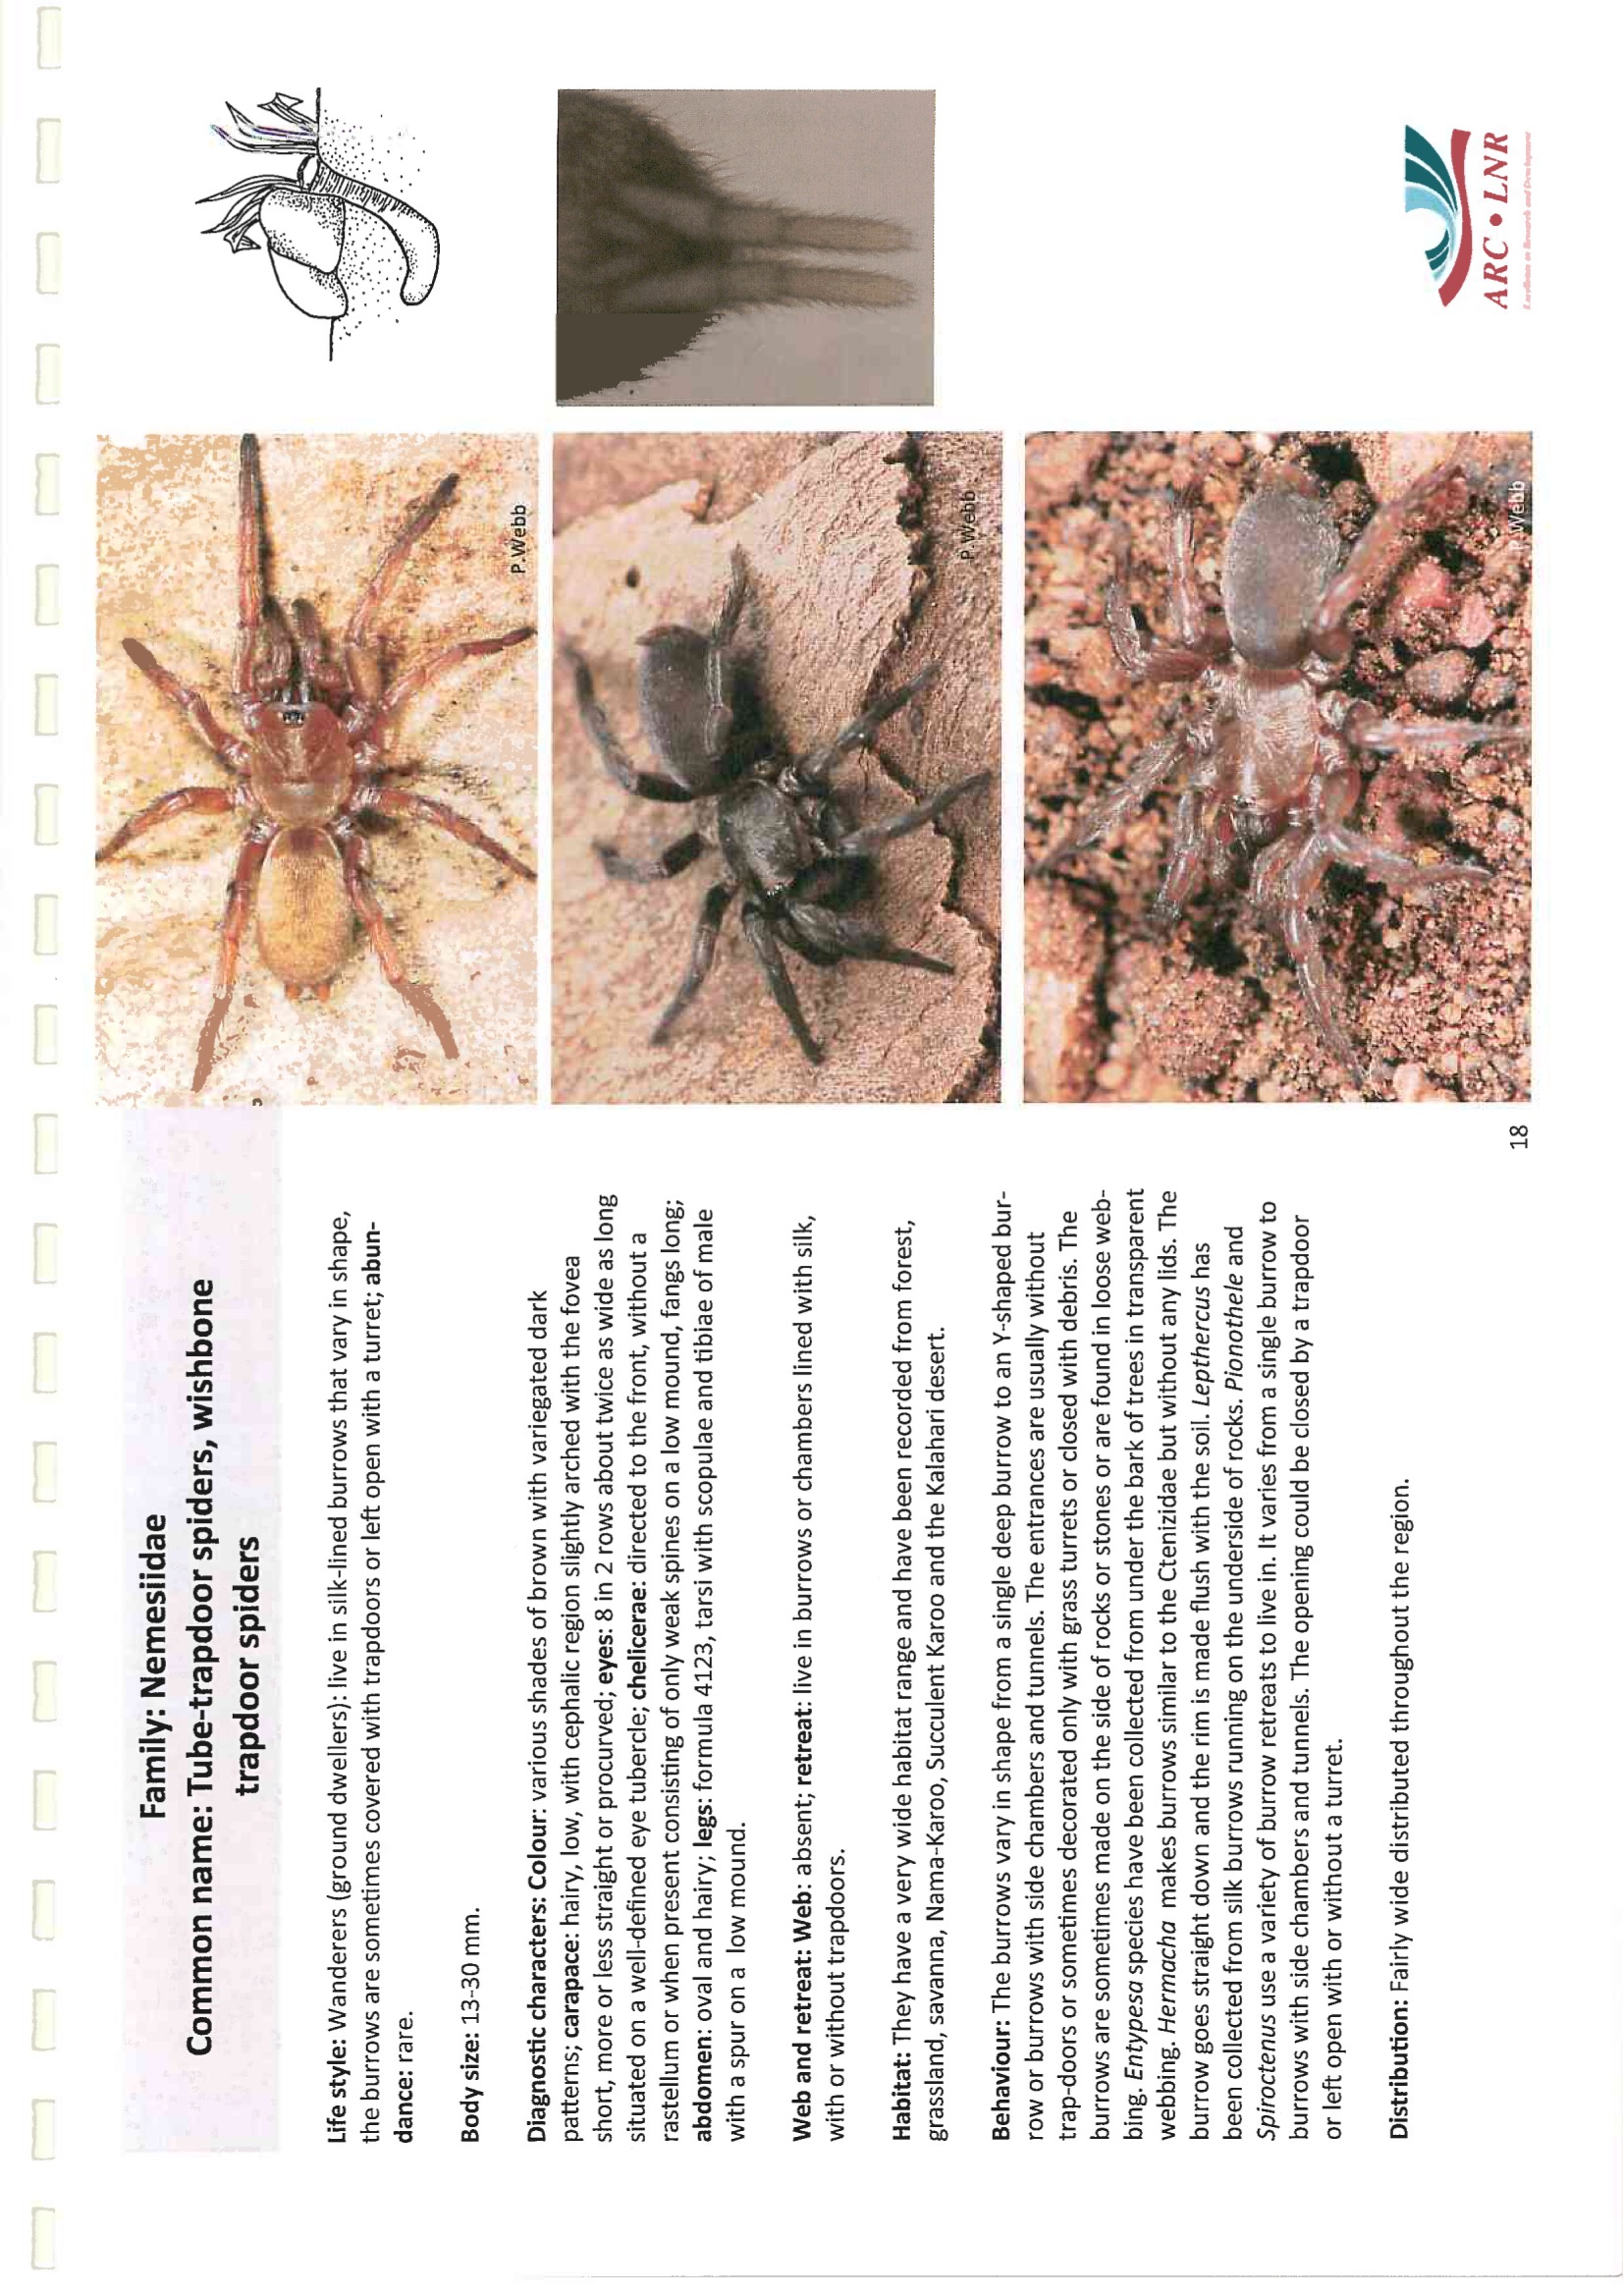 Family: Nemesiidae
Common name: Tube-trapdoor spiders, wishbone
trapdoor spiders
Life style: Wanderers (ground dwellers): live in silk-lined burrows that vary in shape,
the burrows are sometimes covered with trapdoors or left open with a turret; abun-
dance: rare.
Body size: 13-30 mm.
Diagnostic characters: Colour: various shades of brown with variegated dark
patterns; carapace: hairy, low, with cephalic region slightly arched with the fovea
short, more or less straight or procurved; eyes: 8 in 2 rows about twice as wide as long
situated on a well-defined eye tubercle; chelicerae: directed to the front, without a
rastellum or when present consisting of only weak spines on a low mound, fangs long;
abdomen: oval and hairy; legs: formula 4123, tarsi with scopulae and tibiae of male
with a spur on a low mound.
Web and retreat: Web: absent; retreat: live in burrows or chambers lined with silk,
with or without trapdoors.
Habitat: They have a very wide habitat range and have been recorded from forest,
grassland, savanna, Nama-Karoo, Succulent Karoo and the Kalahari desert.
Behaviour: The burrows vary in shape from a single deep burrow to an Y-shaped bur-
row or burrows with side chambers and tunnels. The entrances are usually without
trap-doors or sometimes decorated only with grass turrets or closed with debris. The
burrows are sometimes made on the side of rocks or stones or are found in loose web-
bing. Entypesa species have been collected from under the bark of trees in transparent
webbing. Hermacha makes burrows similar to the Ctenizidae but without any lids. The
burrow goes straight down and the rim is made flush with the soil. Lepthercus has
been collected from silk burrows running on the underside of rocks. Pionothele and
Spiroctenus use a variety of burrow retreats to live in. It varies from a single burrow to
burrows with side chambers and tunnels. The opening could be closed by a trapdoor
or left open with or without a turret.
Distribution: Fairly wide distributed throughout the region.
18
P.Webb
P.Webb
P.Webb
ARC • LNR